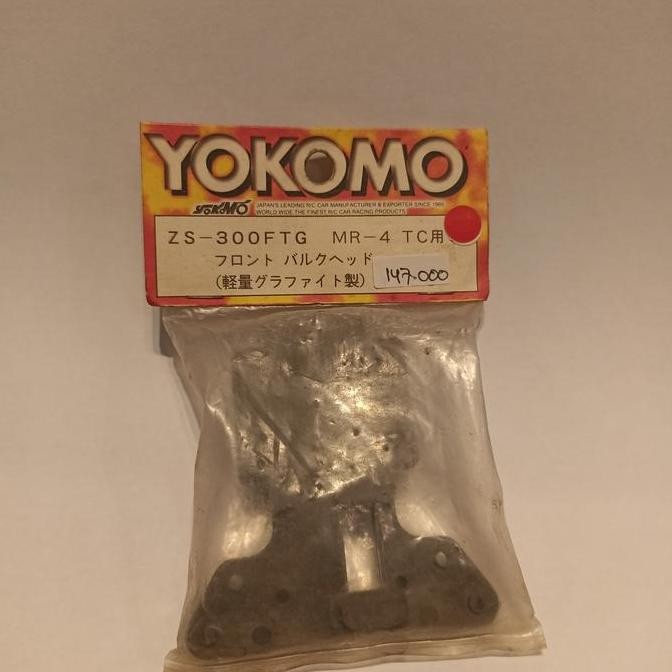 YOKOMO
YOKOMO JAPAN'S LEADING R/C CAR MANUFACTURER & EXPORTER SINCE
WORLD WIDE THE FINEST R/C CAR RACING PRODUCTS
ZS-300FTG MR-4 TC用
フロント バルクヘッド
(軽量グラファイト製)
147.000